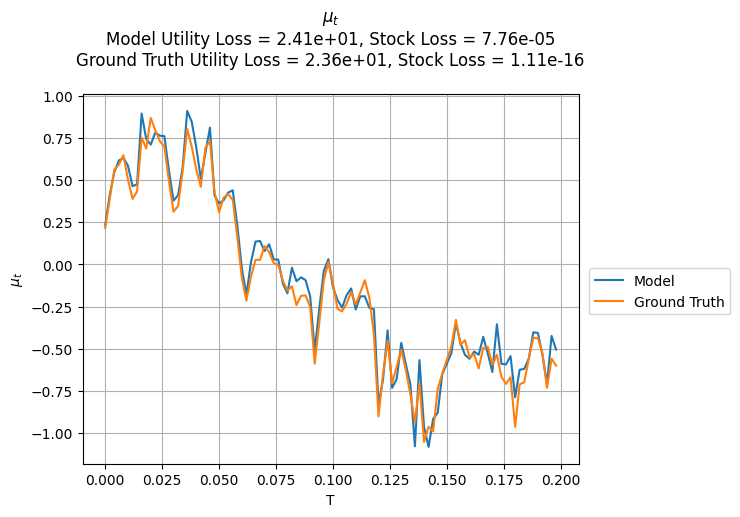 μt
Model Utility Loss = 2.41e+01, Stock Loss = 7.76e-05
Ground Truth Utility Loss = 2.36e+01, Stock Loss = 1.11e-16
1.00
0.75
0.50
0.25
0.00
−0.25
−0.50
−0.75
−1.00
μt
0.000 0.025 0.050 0.075 0.100 0.125 0.150 0.175 0.200
T
Model
Ground Truth